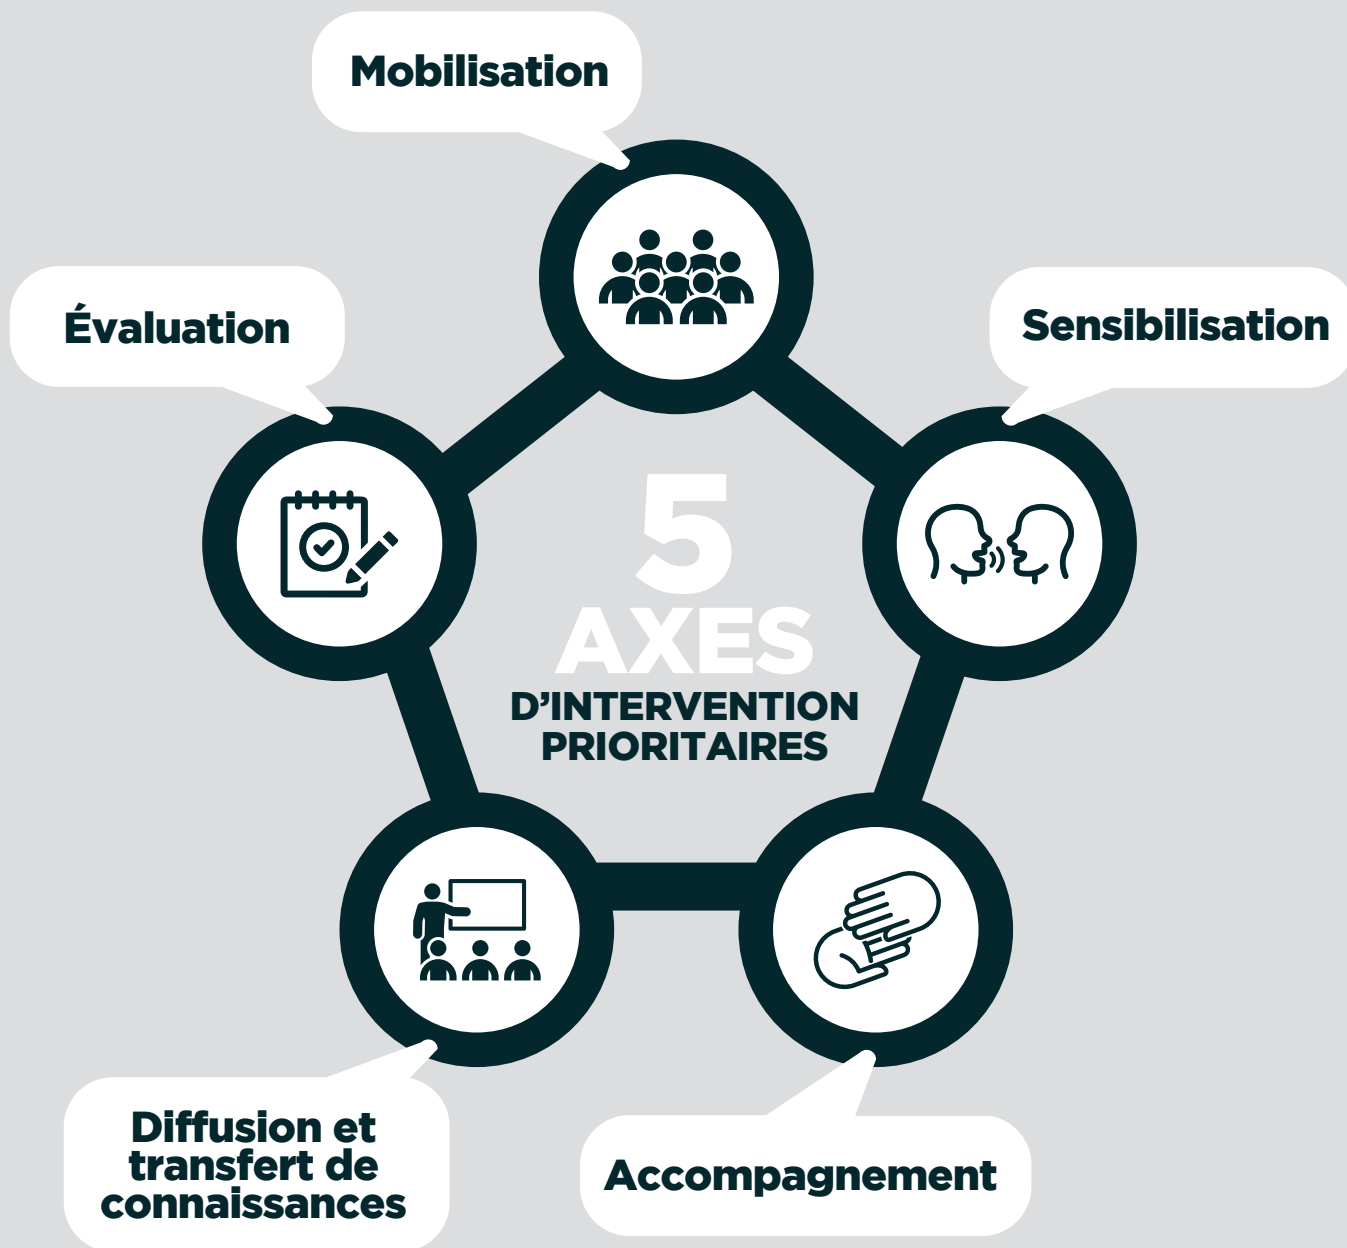 Mobilisation
Évaluation
Sensibilisation
5
AXES
D’INTERVENTION
PRIORITAIRES
Diffusion et
transfert de
connaissances
Accompagnement